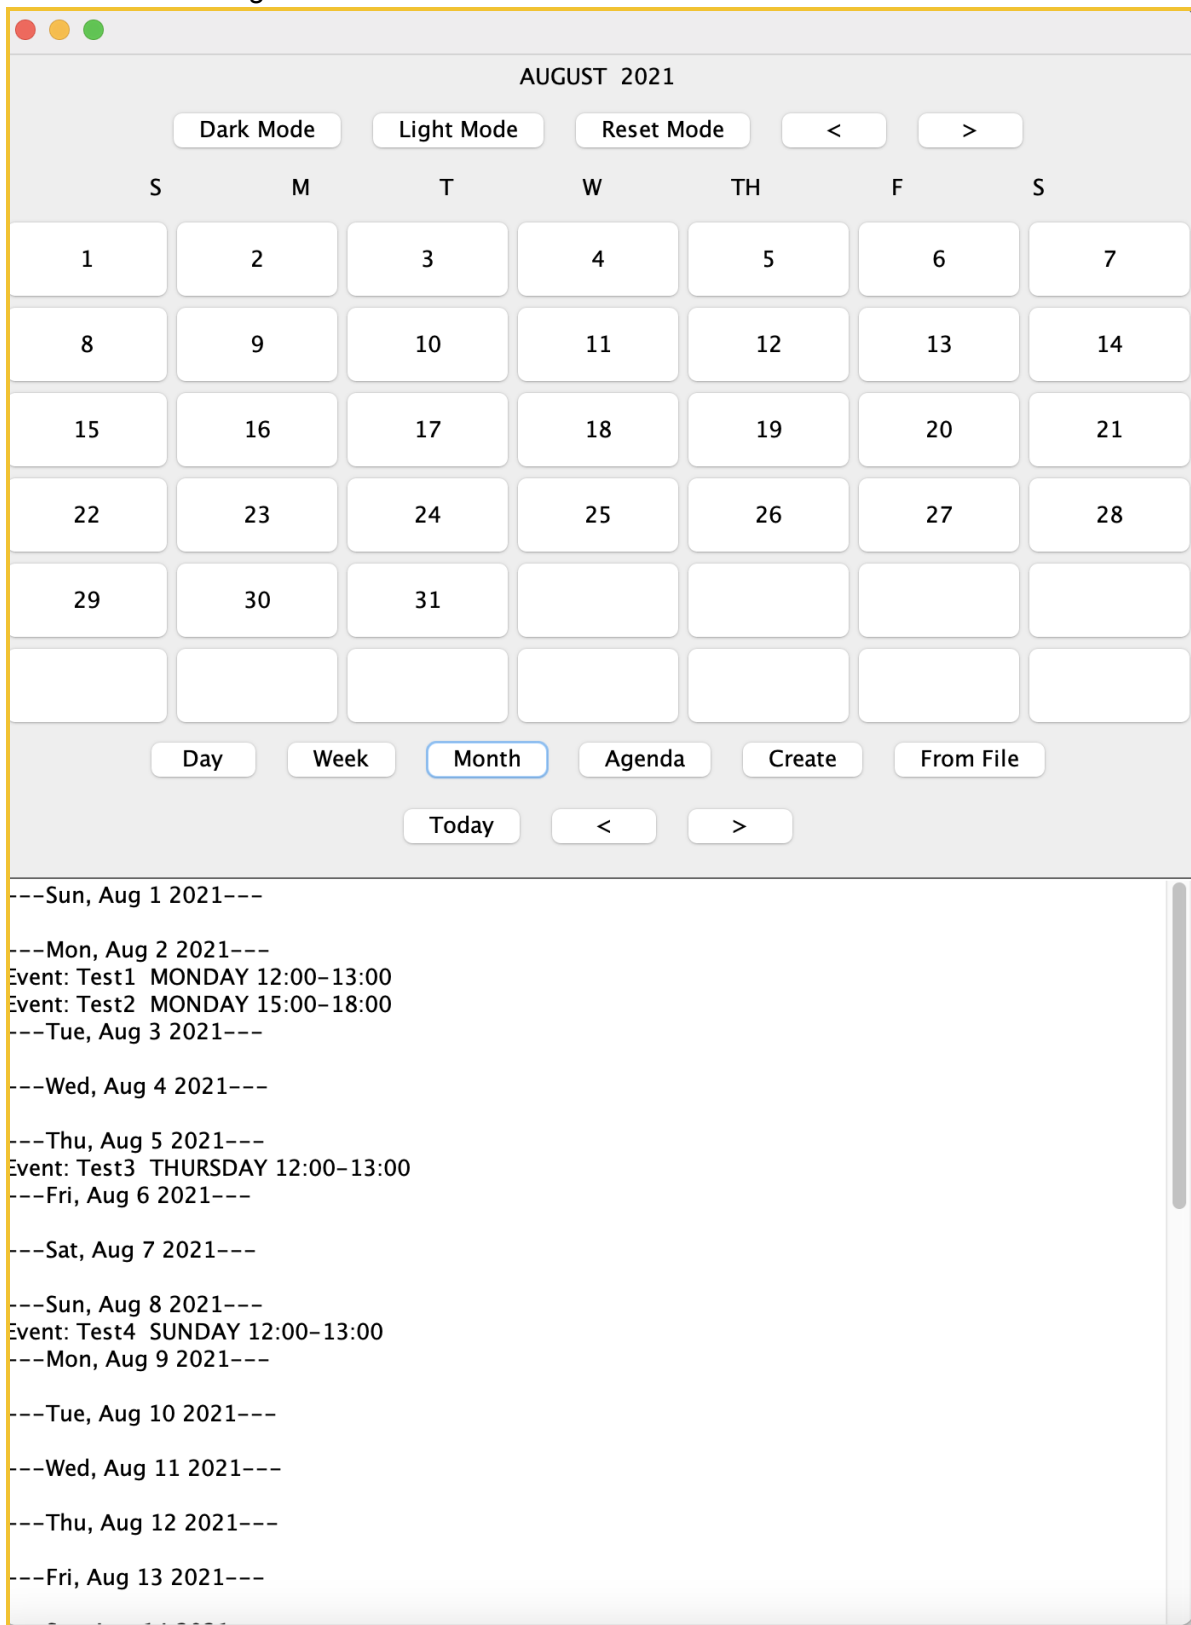 AUGUST 2021
Dark Mode Light Mode Reset Mode < >
S M T W TH F S
1 2 3 4 5 6 7
8 9 10 11 12 13 14
15 16 17 18 19 20 21
22 23 24 25 26 27 28
29 30 31
Day Week Month Agenda Create From File
Today < >
---Sun, Aug 1 2021---
---Mon, Aug 2 2021---
Event: Test1 MONDAY 12:00-13:00
Event: Test2 MONDAY 15:00-18:00
---Tue, Aug 3 2021---
---Wed, Aug 4 2021---
---Thu, Aug 5 2021---
Event: Test3 THURSDAY 12:00-13:00
---Fri, Aug 6 2021---
---Sat, Aug 7 2021---
---Sun, Aug 8 2021---
Event: Test4 SUNDAY 12:00-13:00
---Mon, Aug 9 2021---
---Tue, Aug 10 2021---
---Wed, Aug 11 2021---
---Thu, Aug 12 2021---
---Fri, Aug 13 2021---